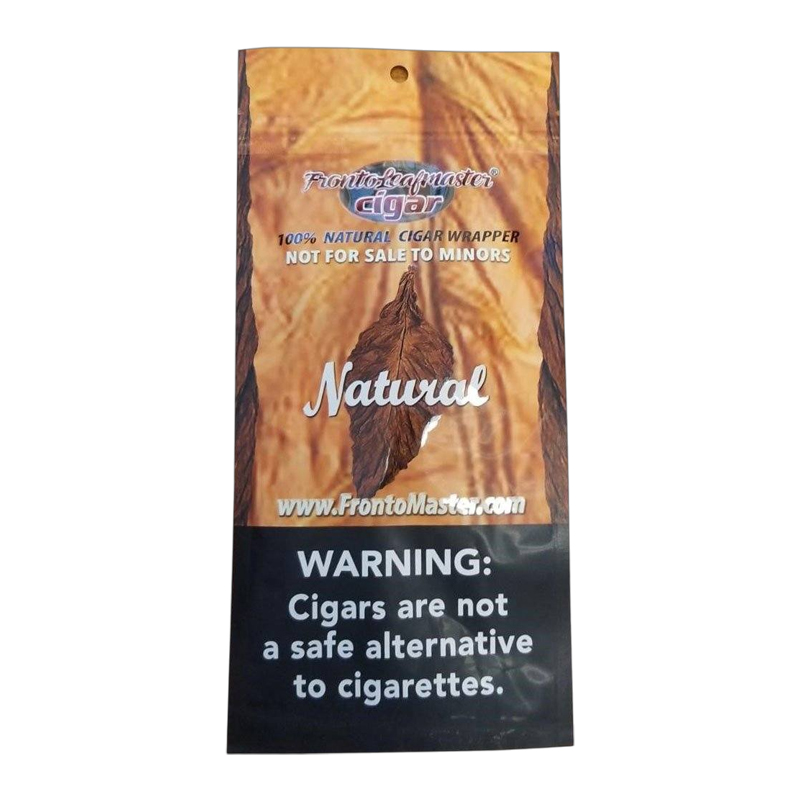 FrontoLeafmaster®
cigar
100% NATURAL CIGAR WRAPPER
NOT FOR SALE TO MINORS
Natural
www.FrontoMaster.com
WARNING:
Cigars are not
a safe alternative
to cigarettes.